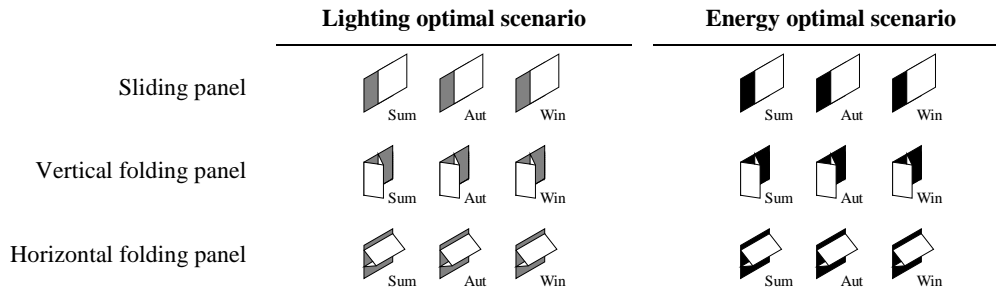 Lighting optimal scenario Energy optimal scenario
Sliding panel
Sum Aut Win Sum Aut Win
Vertical folding panel
Sum Aut Win Sum Aut Win
Horizontal folding panel
Sum Aut Win Sum Aut Win